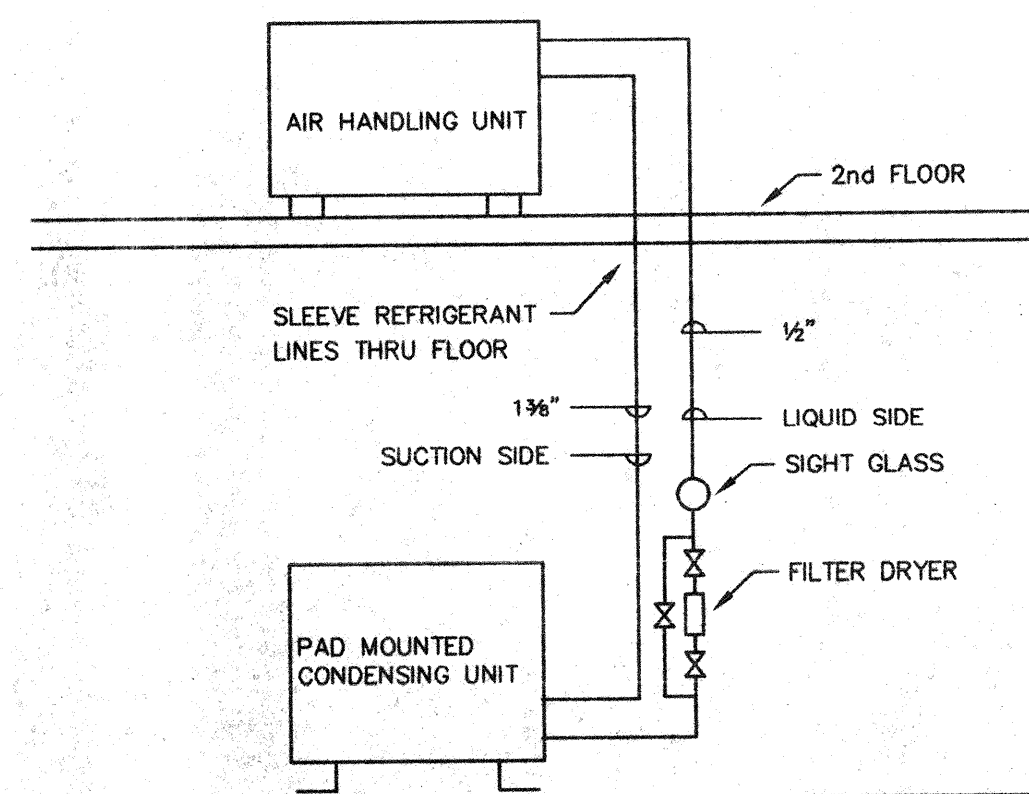 AIR HANDLING UNIT
2nd FLOOR
SLEEVE REFRIGERANT
LINES THRU FLOOR
½"
1⅜"
LIQUID SIDE
SUCTION SIDE
SIGHT GLASS
FILTER DRYER
PAD MOUNTED
CONDENSING UNIT